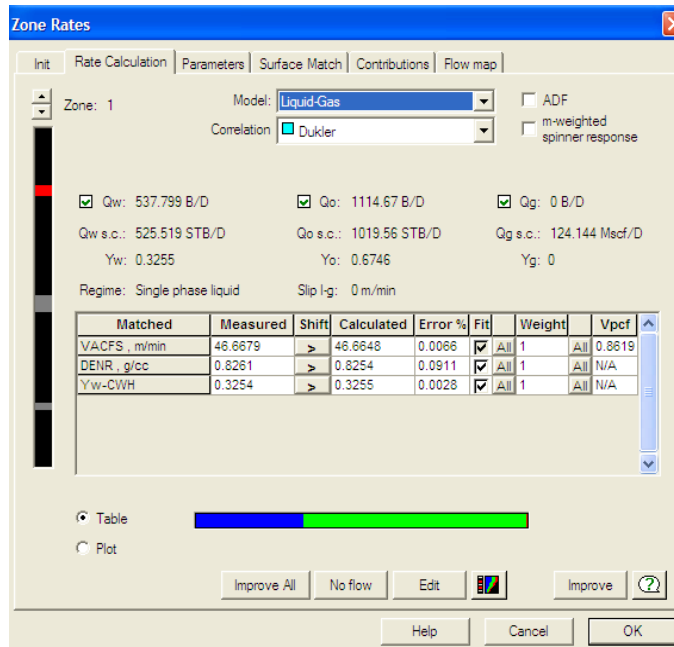 Zone Rates
Init Rate Calculation Parameters Surface Match Contributions Flow map
Zone: 1 Model: Liquid-Gas ADF
Correlation Dukler m-weighted spinner response
Qw: 537.799 B/D Qo: 1114.67 B/D Qg: 0 B/D
Qw s.c.: 525.519 STB/D Qo s.c.: 1019.56 STB/D Qg s.c.: 124.144 Mscf/D
Yw: 0.3255 Yo: 0.6746 Yg: 0
Regime: Single phase liquid Slip l-g: 0 m/min
Matched Measured Shift Calculated Error % Fit Weight Vpcf
VACFS , m/min 46.6679 > 46.6648 0.0066 All 1 All 0.8619
DENR , g/cc 0.8261 > 0.8254 0.0911 All 1 All N/A
Yw-CWH 0.3254 > 0.3255 0.0028 All 1 All N/A
Table
Plot
Improve All No flow Edit Improve ?
Help Cancel OK